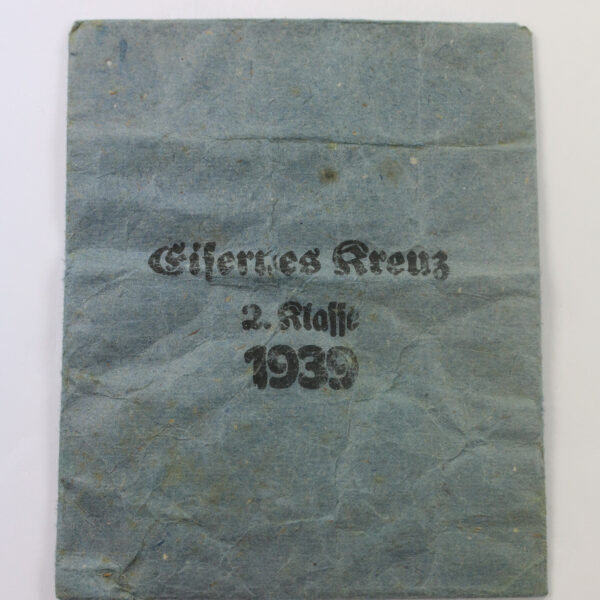 Eisernes Kreuz
2. Klasse
1939